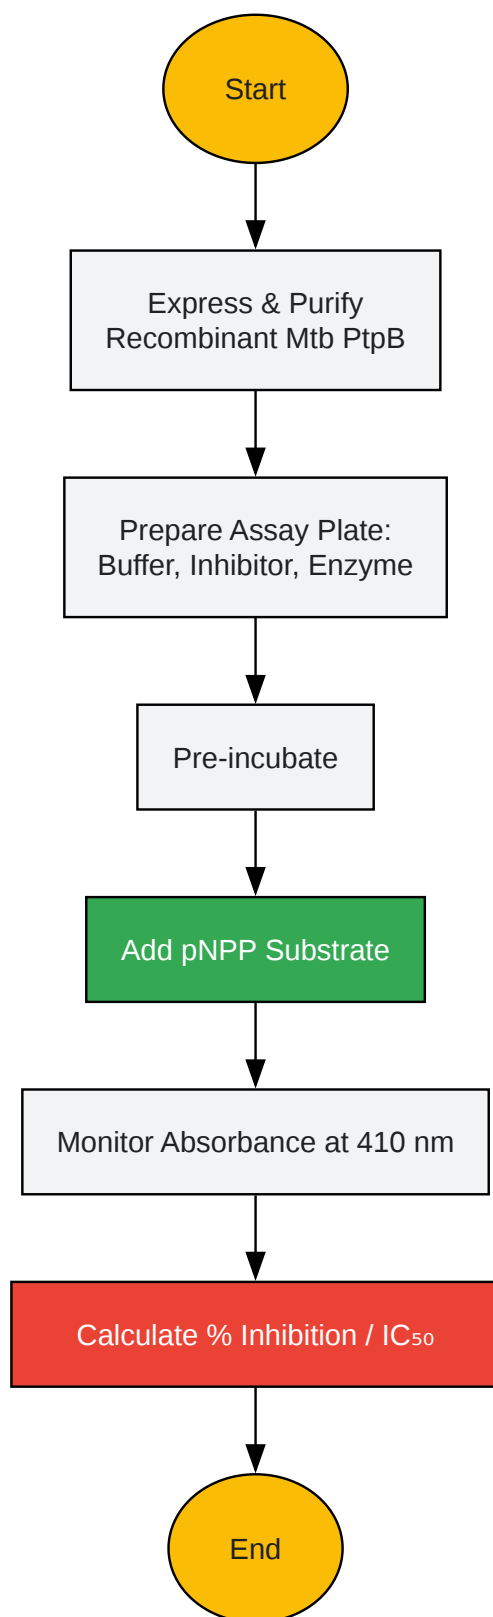 Start
Express & Purify
Recombinant Mtb PtpB
Prepare Assay Plate:
Buffer, Inhibitor, Enzyme
Pre-incubate
Add pNPP Substrate
Monitor Absorbance at 410 nm
Calculate % Inhibition / IC₅₀
End